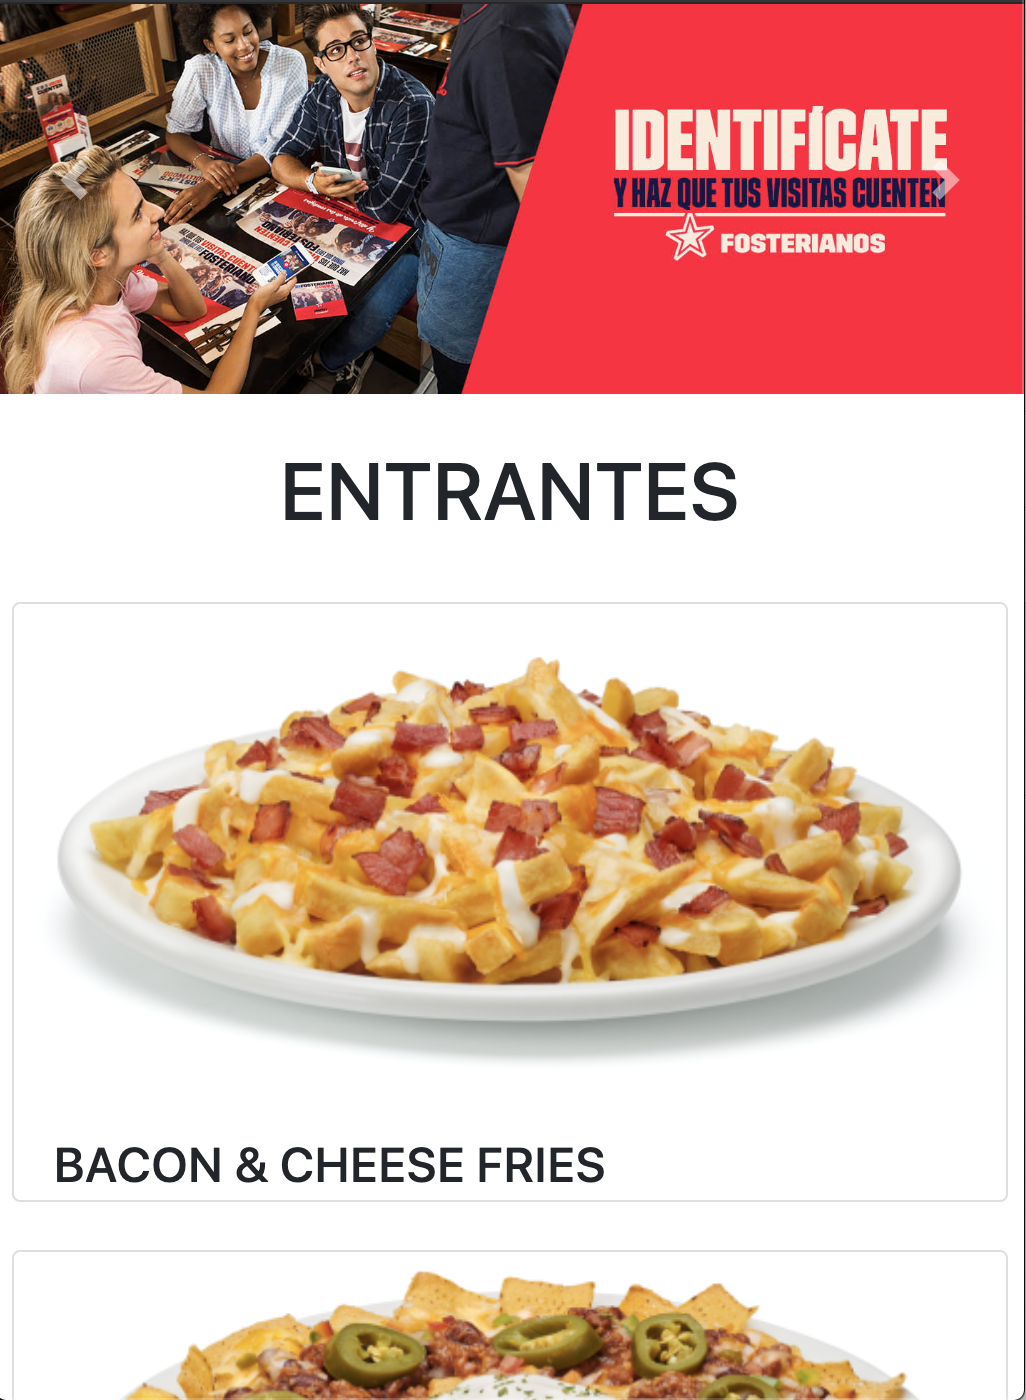 IDENTIFÍCATE
Y HAZ QUE TUS VISITAS CUENTEN
FOSTERIANOS
ENTRANTES
BACON & CHEESE FRIES